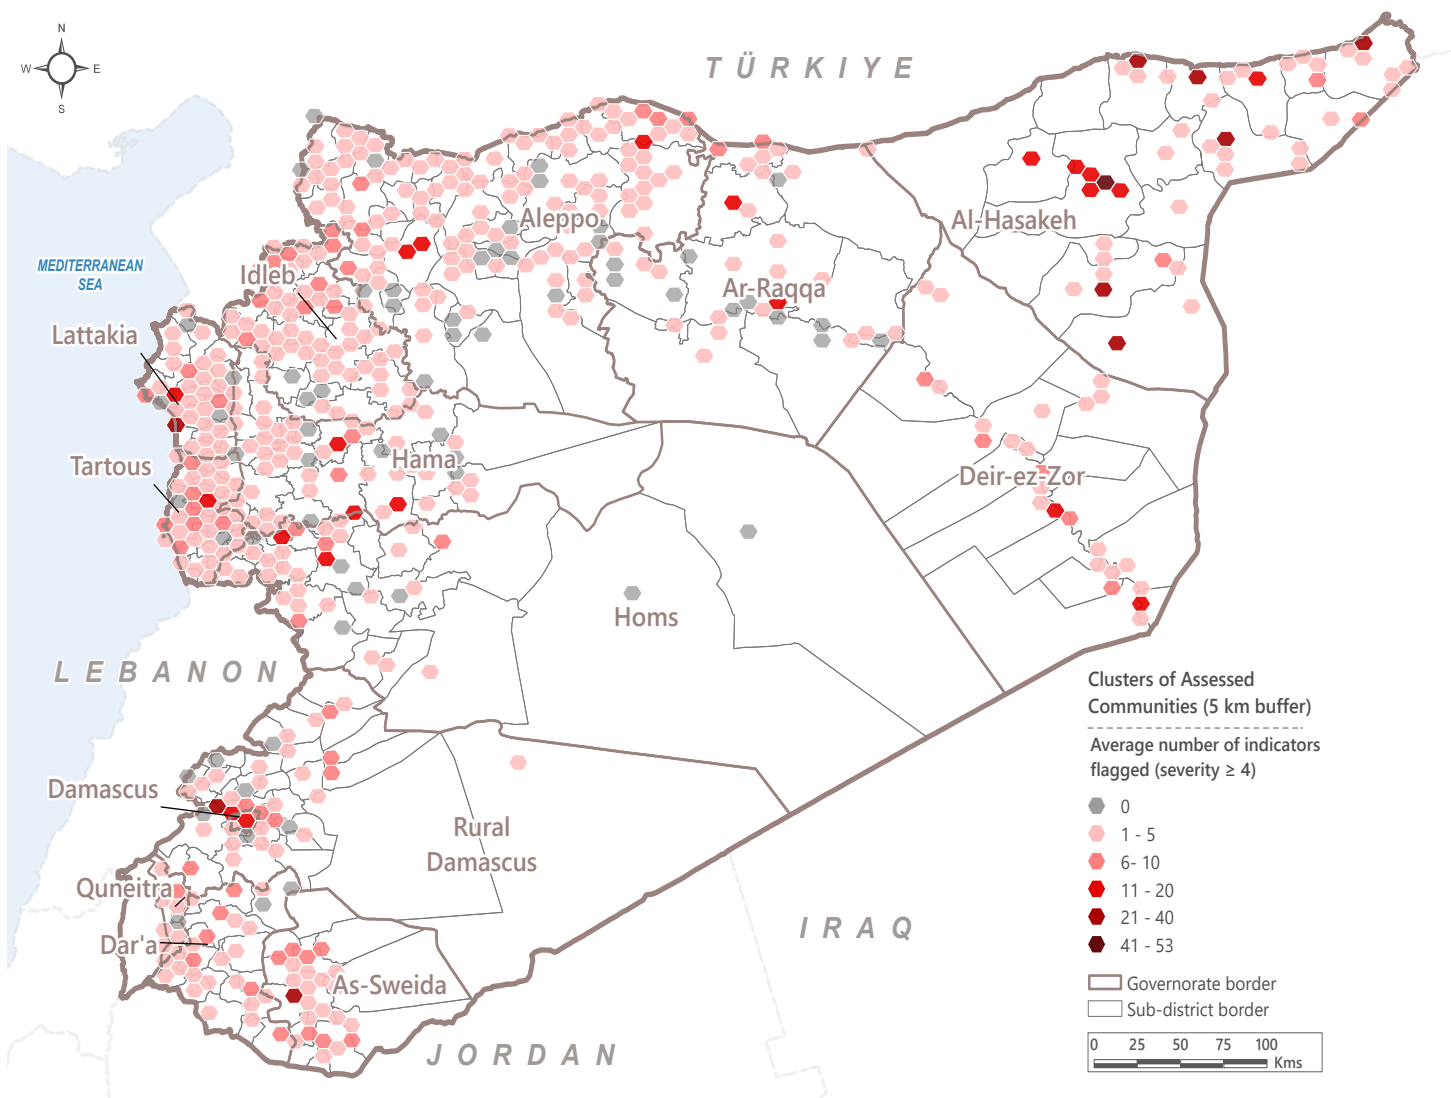 N
W E
S
TÜRKIYE
MEDITERRANEAN
SEA
Aleppo
Al-Hasakeh
Idleb
Ar-Raqqa
Lattakia
Tartous
Hama
Deir-ez-Zor
Homs
LEBANON
Damascus
Rural
Damascus
Quneitra
Dar'a
As-Sweida
IRAQ
JORDAN
Clusters of Assessed
Communities (5 km buffer)
Average number of indicators
flagged (severity ≥ 4)
0
1 - 5
6- 10
11 - 20
21 - 40
41 - 53
Governorate border
Sub-district border
0 25 50 75 100
Kms